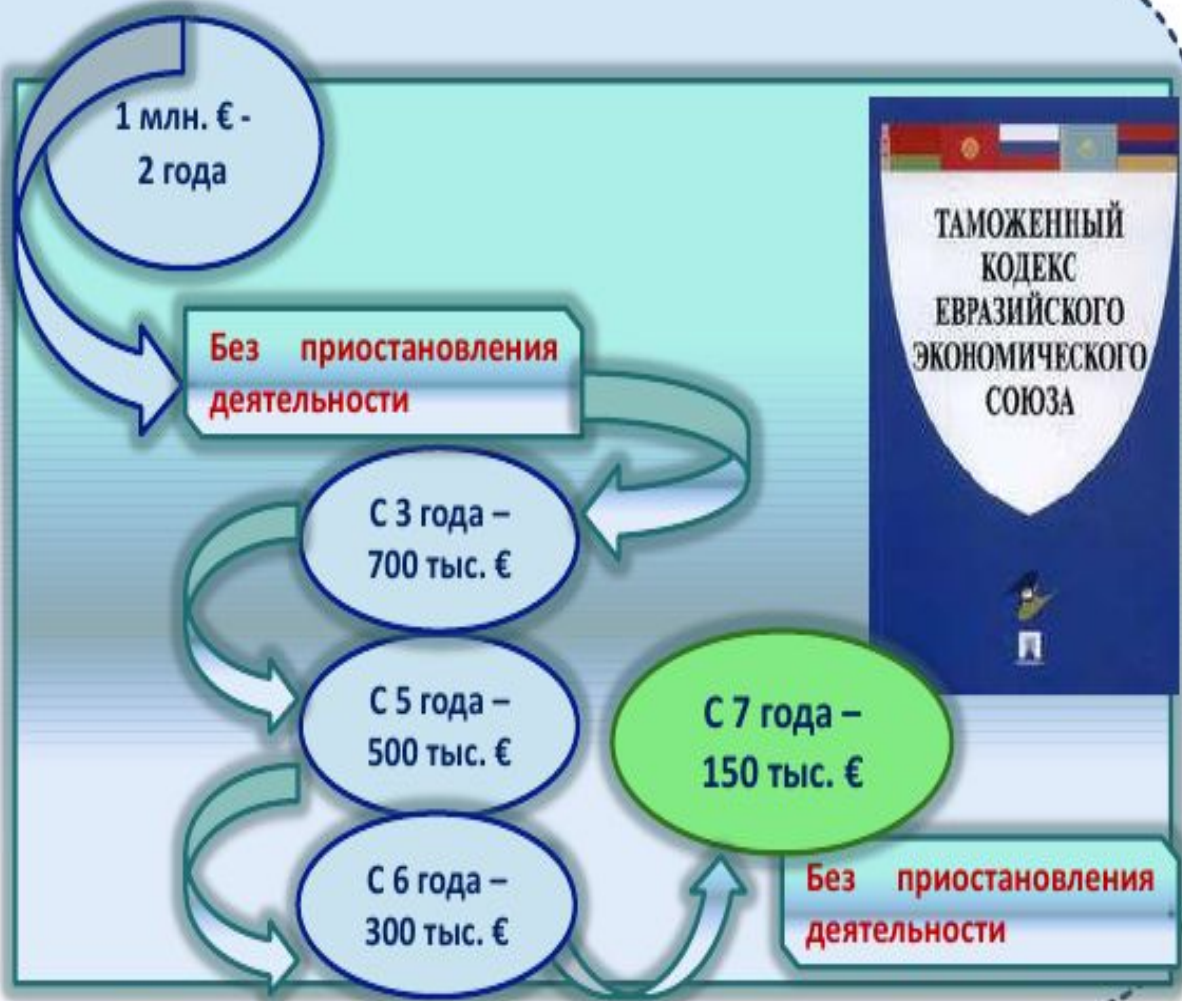 1 млн. € -
2 года
Без приостановления
деятельности
С 3 года –
700 тыс. €
С 5 года –
500 тыс. €
С 6 года –
300 тыс. €
С 7 года –
150 тыс. €
Без приостановления
деятельности
ТАМОЖЕННЫЙ
КОДЕКС
ЕВРАЗИЙСКОГО
ЭКОНОМИЧЕСКОГО
СОЮЗА